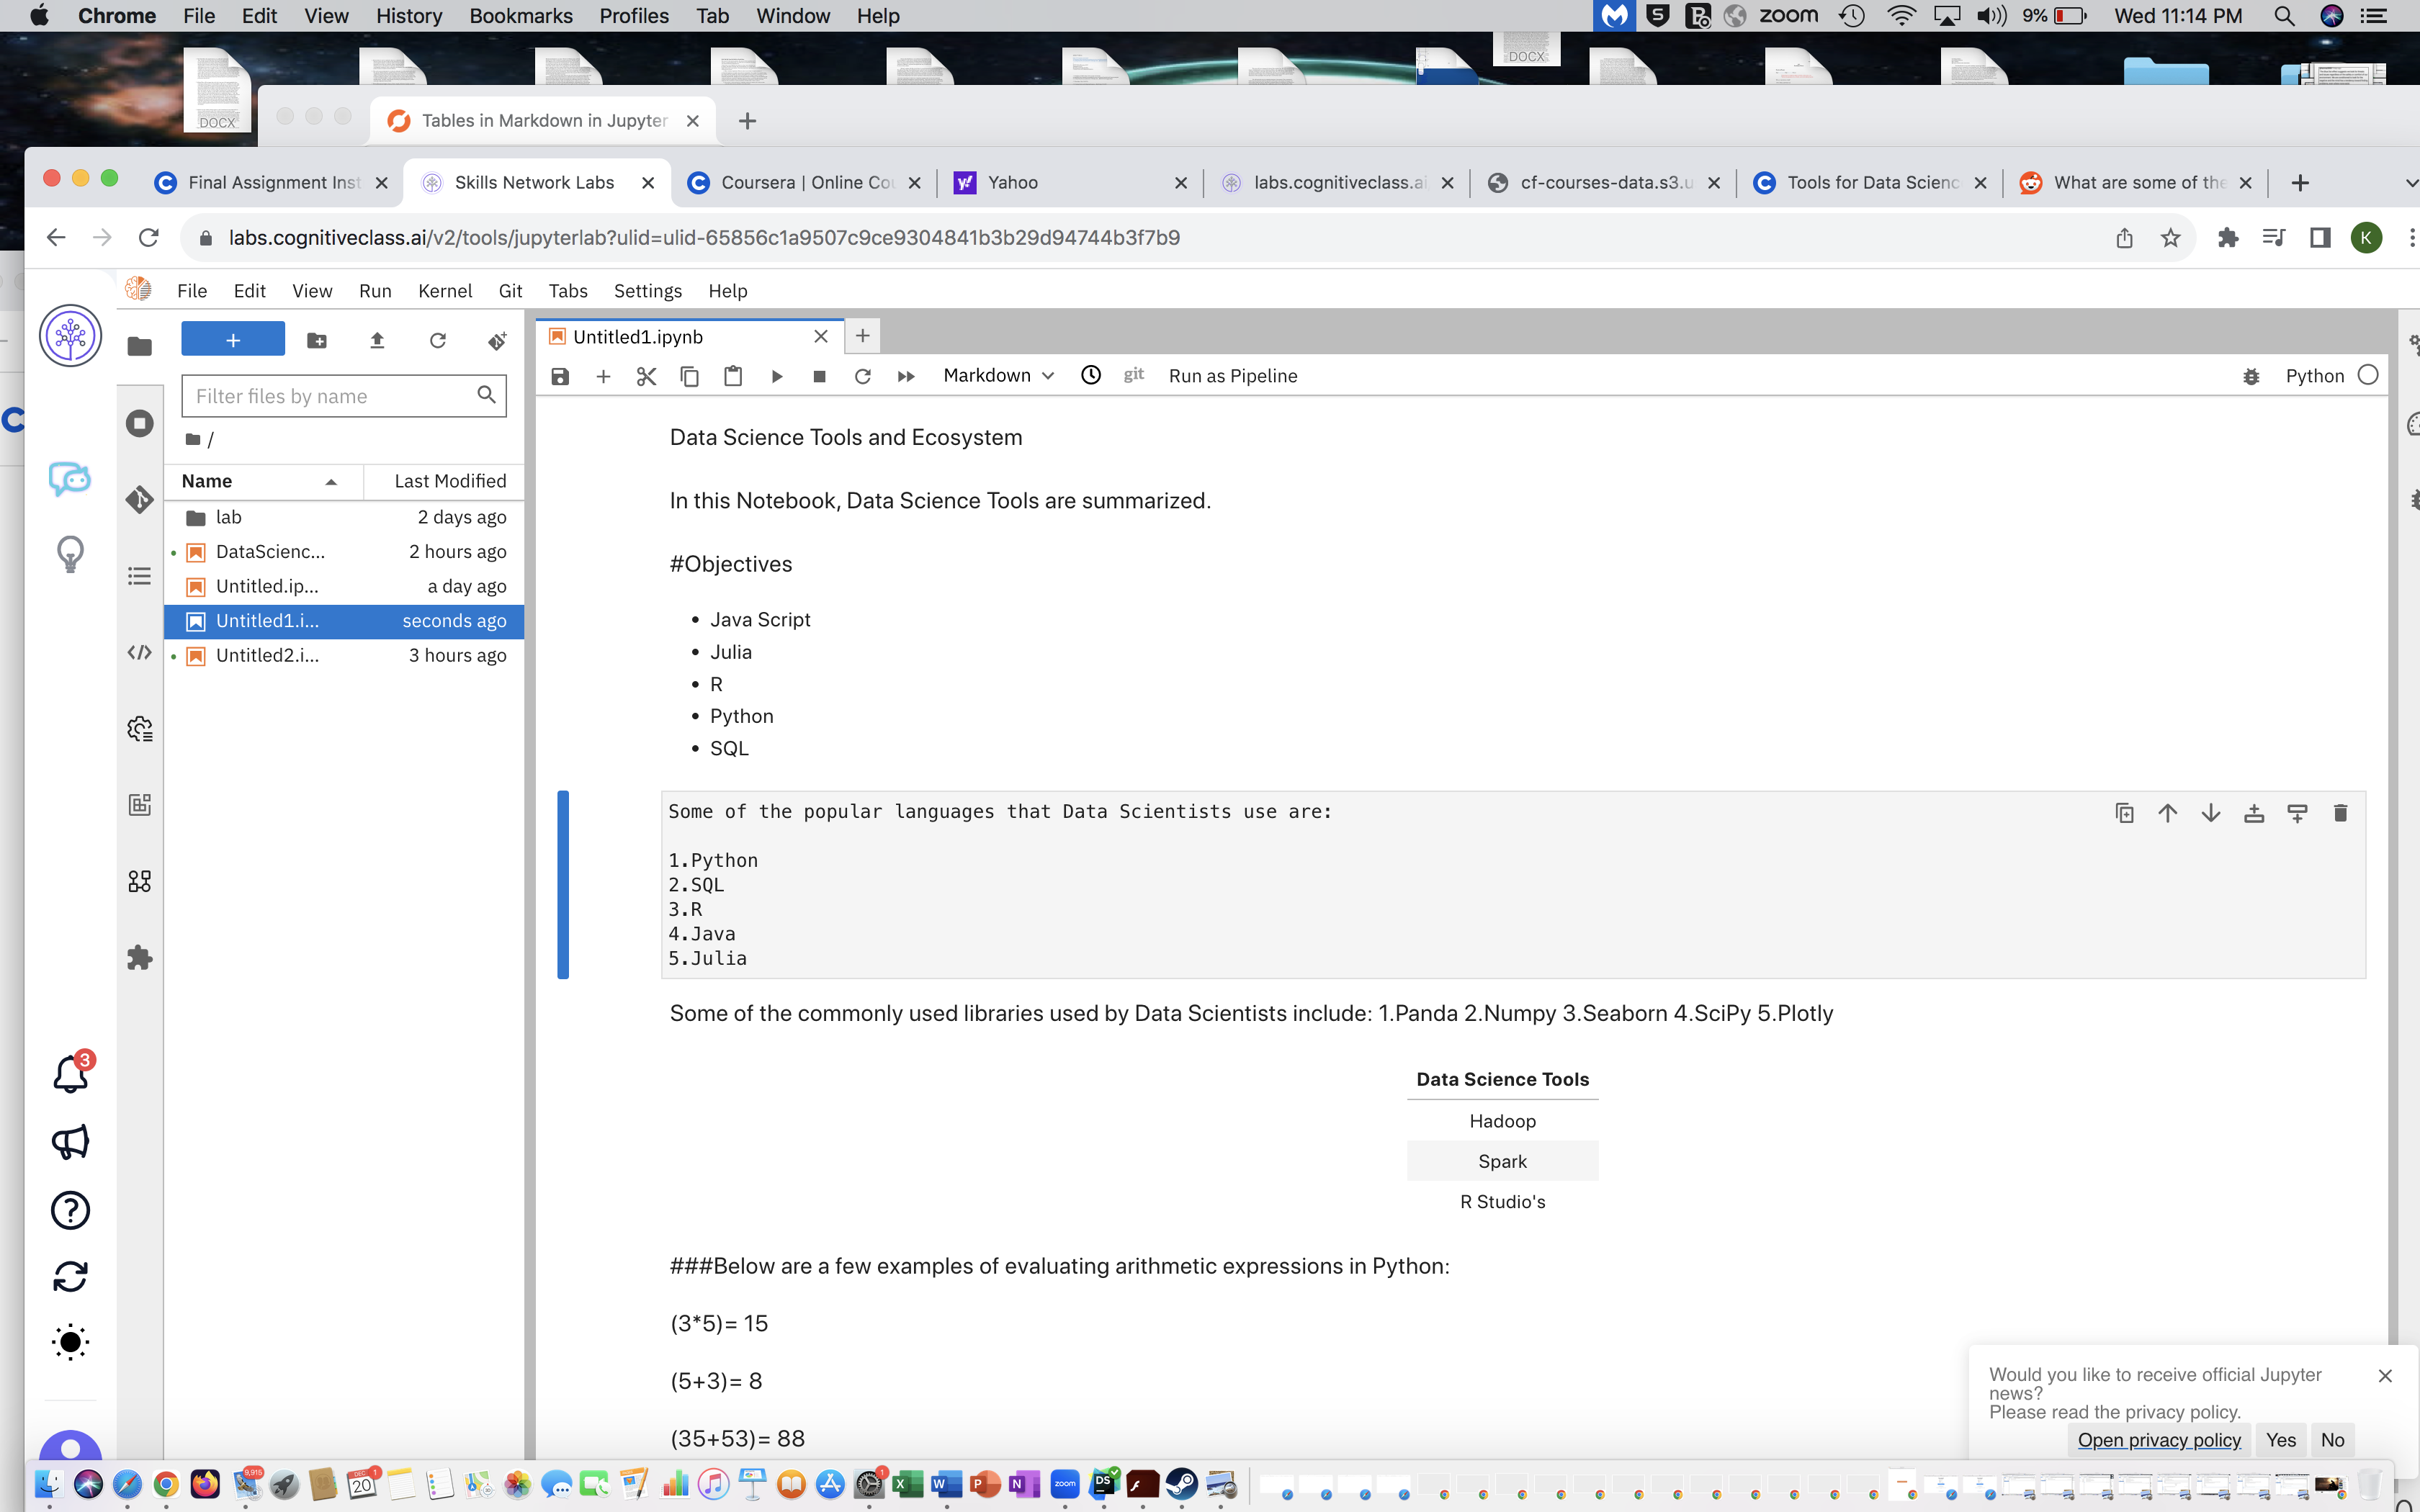 Chrome File Edit View History Bookmarks Profiles Tab Window Help
zoom 9% Wed 11:14 PM
DOCX
DOCX
Tables in Markdown in Jupyter
Final Assignment Inst
Skills Network Labs
Coursera | Online Cou
Yahoo
labs.cognitiveclass.ai
cf-courses-data.s3.u
Tools for Data Scienc
What are some of the
labs.cognitiveclass.ai/v2/tools/jupyterlab?ulid=ulid-65856c1a9507c9ce9304841b3b29d94744b3f7b9
K
File Edit View Run Kernel Git Tabs Settings Help
Untitled1.ipynb
Markdown
git
Run as Pipeline
Python
Filter files by name
/
Name Last Modified
lab 2 days ago
DataScienc... 2 hours ago
Untitled.ip... a day ago
Untitled1.i... seconds ago
Untitled2.i... 3 hours ago
3
Data Science Tools and Ecosystem
In this Notebook, Data Science Tools are summarized.
#Objectives
• Java Script
• Julia
• R
• Python
• SQL
Some of the popular languages that Data Scientists use are:
1.Python
2.SQL
3.R
4.Java
5.Julia
Some of the commonly used libraries used by Data Scientists include: 1.Panda 2.Numpy 3.Seaborn 4.SciPy 5.Plotly
Data Science Tools
Hadoop
Spark
R Studio's
###Below are a few examples of evaluating arithmetic expressions in Python:
(3*5)= 15
(5+3)= 8
(35+53)= 88
Would you like to receive official Jupyter
news?
Please read the privacy policy.
Open privacy policy Yes No
9,915
DEC 1
20
1
zoom
DS